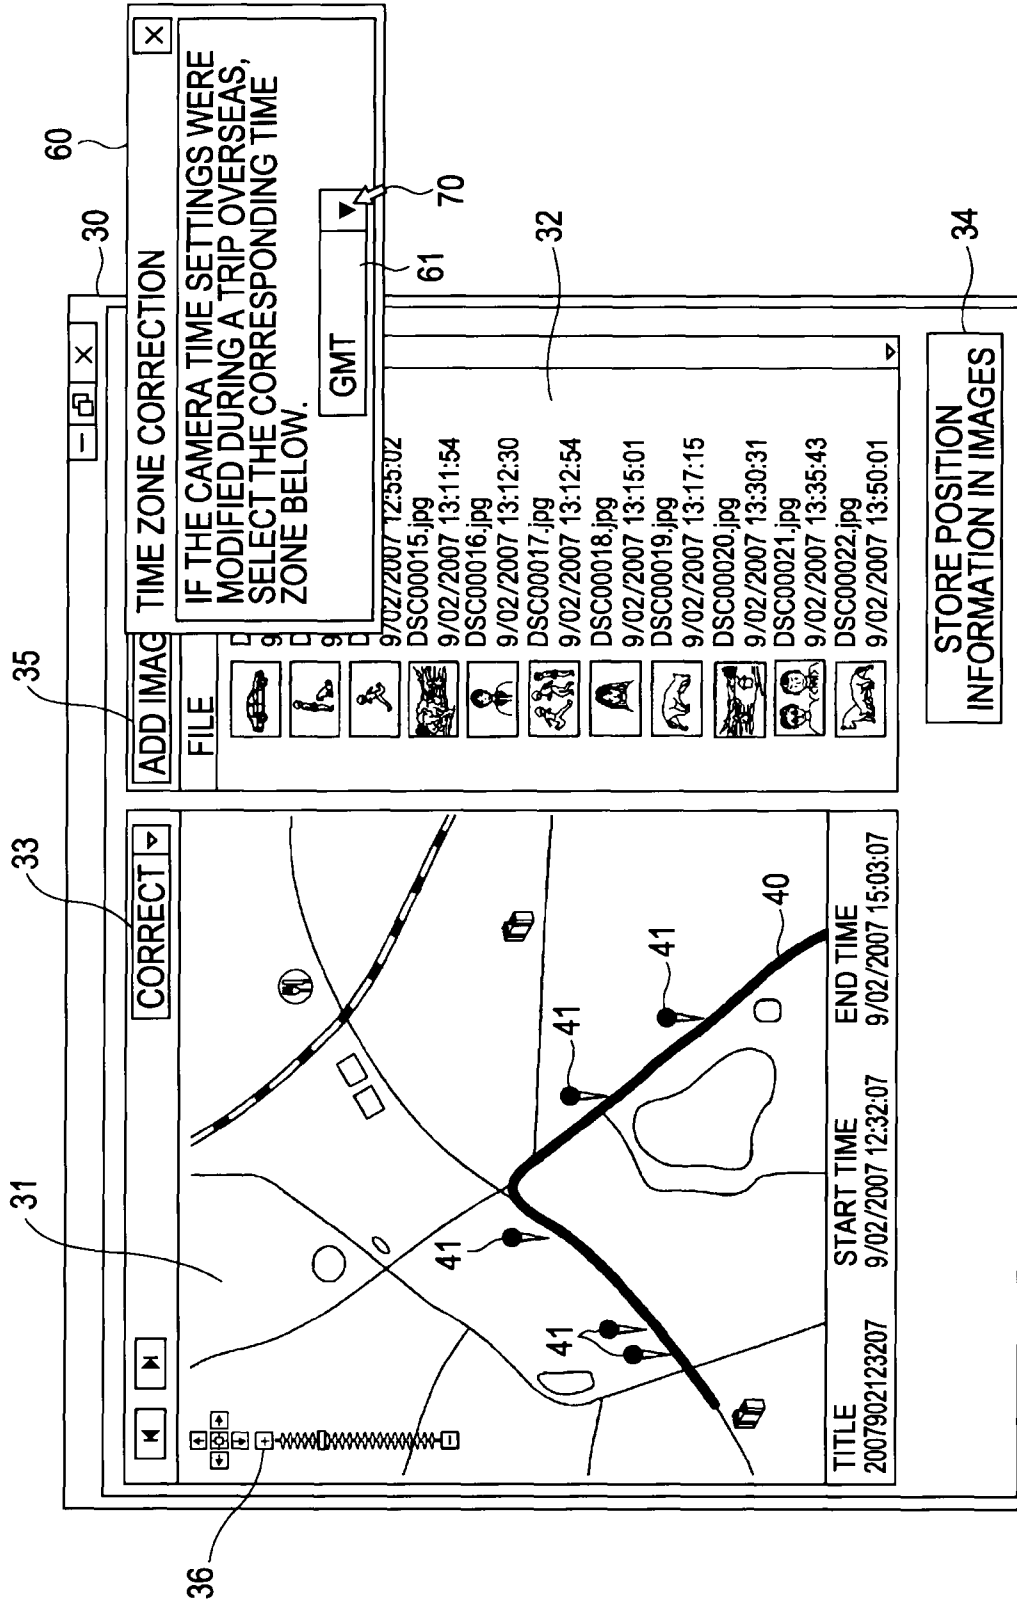 60
30
35
33
31
36
CORRECT
ADD IMAG
FILE
TIME ZONE CORRECTION
IF THE CAMERA TIME SETTINGS WERE
MODIFIED DURING A TRIP OVERSEAS,
SELECT THE CORRESPONDING TIME
ZONE BELOW.
GMT
61
70
32
34
D
9
D
9
D
9/02/2007 12:55:02
DSC00015.jpg
9/02/2007 13:11:54
DSC00016.jpg
9/02/2007 13:12:30
DSC00017.jpg
9/02/2007 13:12:54
DSC00018.jpg
9/02/2007 13:15:01
DSC00019.jpg
9/02/2007 13:17:15
DSC00020.jpg
9/02/2007 13:30:31
DSC00021.jpg
9/02/2007 13:35:43
DSC00022.jpg
9/02/2007 13:50:01
41
41
41
41
40
TITLE START TIME END TIME
2007902123207 9/02/2007 12:32:07 9/02/2007 15:03:07
STORE POSITION
INFORMATION IN IMAGES